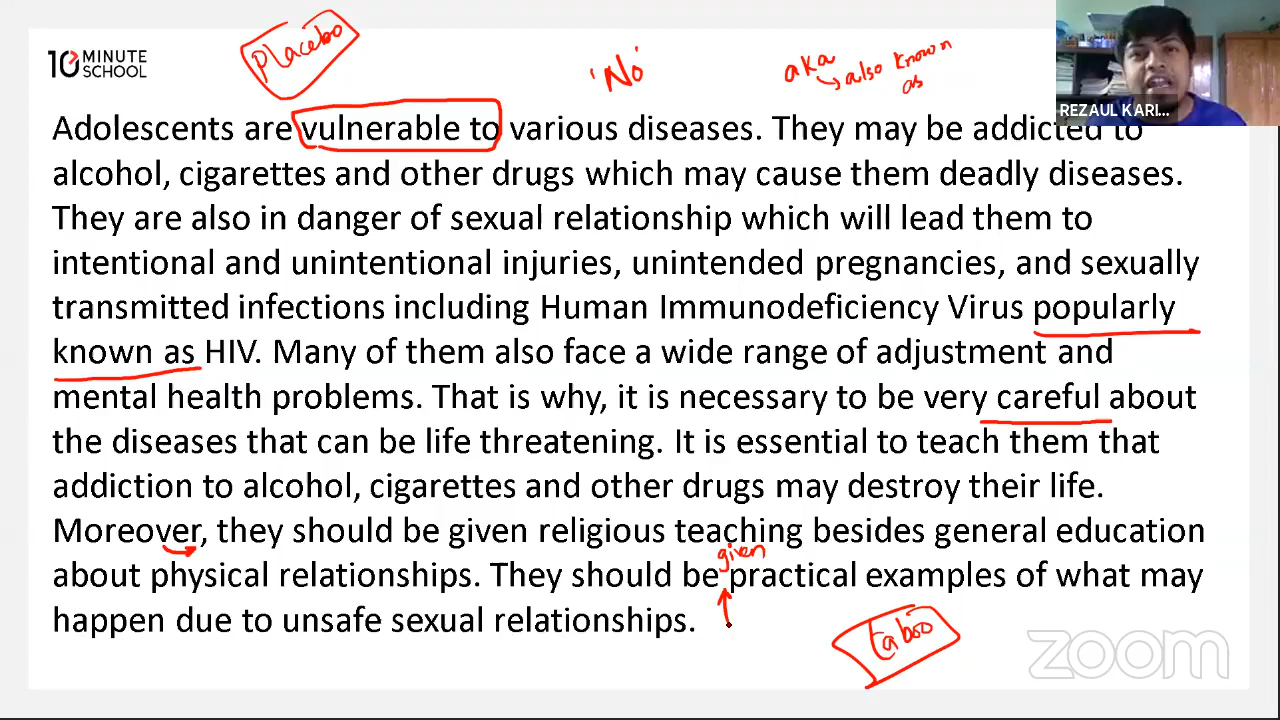 Placebo
'No'
aka
also known
as
10 MINUTE
SCHOOL
REZAUL KARI...
Adolescents are vulnerable to various diseases. They may be addicted to
alcohol, cigarettes and other drugs which may cause them deadly diseases.
They are also in danger of sexual relationship which will lead them to
intentional and unintentional injuries, unintended pregnancies, and sexually
transmitted infections including Human Immunodeficiency Virus popularly
known as HIV. Many of them also face a wide range of adjustment and
mental health problems. That is why, it is necessary to be very careful about
the diseases that can be life threatening. It is essential to teach them that
addiction to alcohol, cigarettes and other drugs may destroy their life.
Moreover, they should be given religious teaching besides general education
given
about physical relationships. They should be practical examples of what may
happen due to unsafe sexual relationships.
taboo
zoom